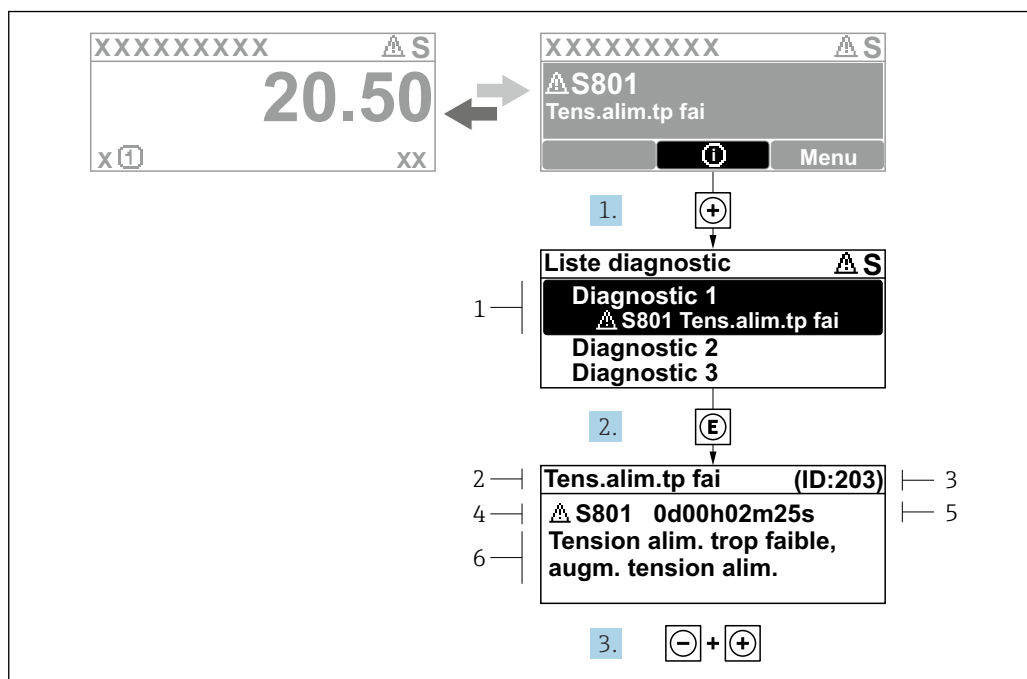 XXXXXXXXX ⚠ S
20.50
X ① XX
XXXXXXXXX ⚠ S
⚠S801
Tens.alim.tp fai
ⓘ Menu
1. +
Liste diagnostic ⚠ S
1
Diagnostic 1
⚠ S801 Tens.alim.tp fai
Diagnostic 2
Diagnostic 3
2. E
2 Tens.alim.tp fai (ID:203) 3
4 ⚠ S801 0d00h02m25s 5
6
Tension alim. trop faible,
augm. tension alim.
3. − + +